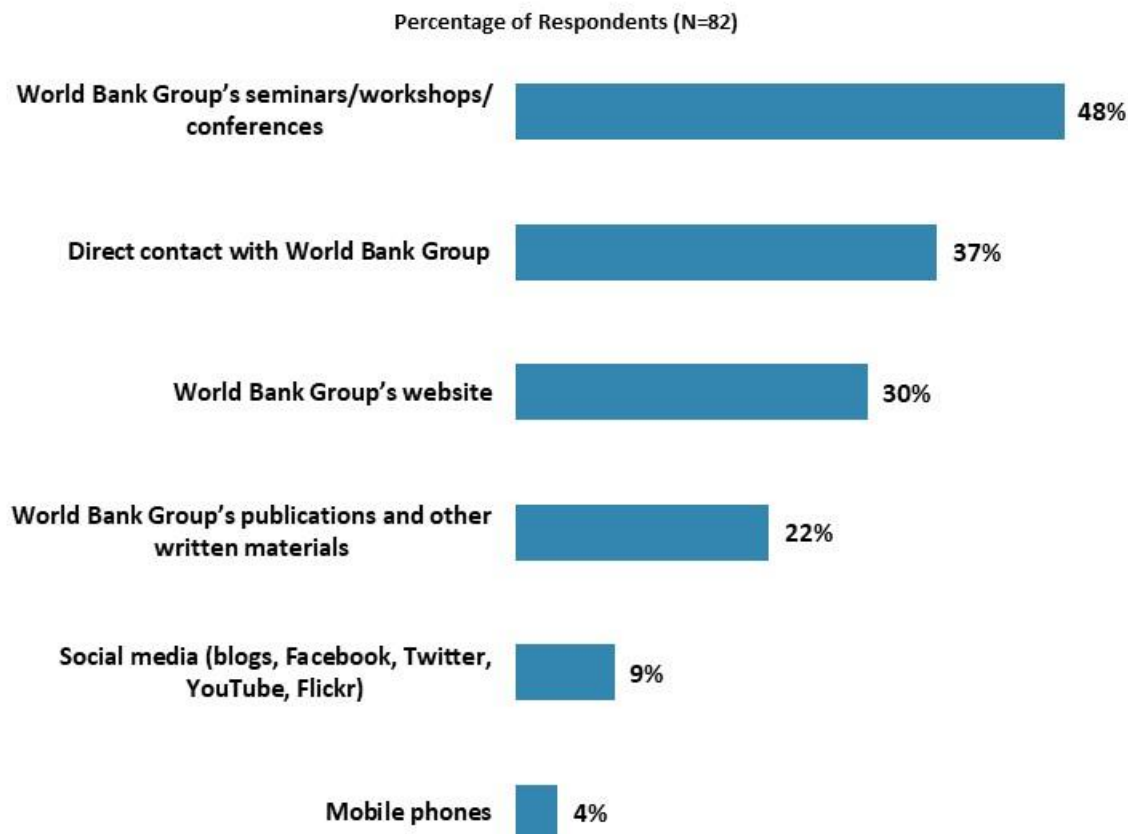 Percentage of Respondents (N=82)
World Bank Group’s seminars/workshops/
conferences
48%
Direct contact with World Bank Group
37%
World Bank Group’s website
30%
World Bank Group’s publications and other
written materials
22%
Social media (blogs, Facebook, Twitter,
YouTube, Flickr)
9%
Mobile phones
4%